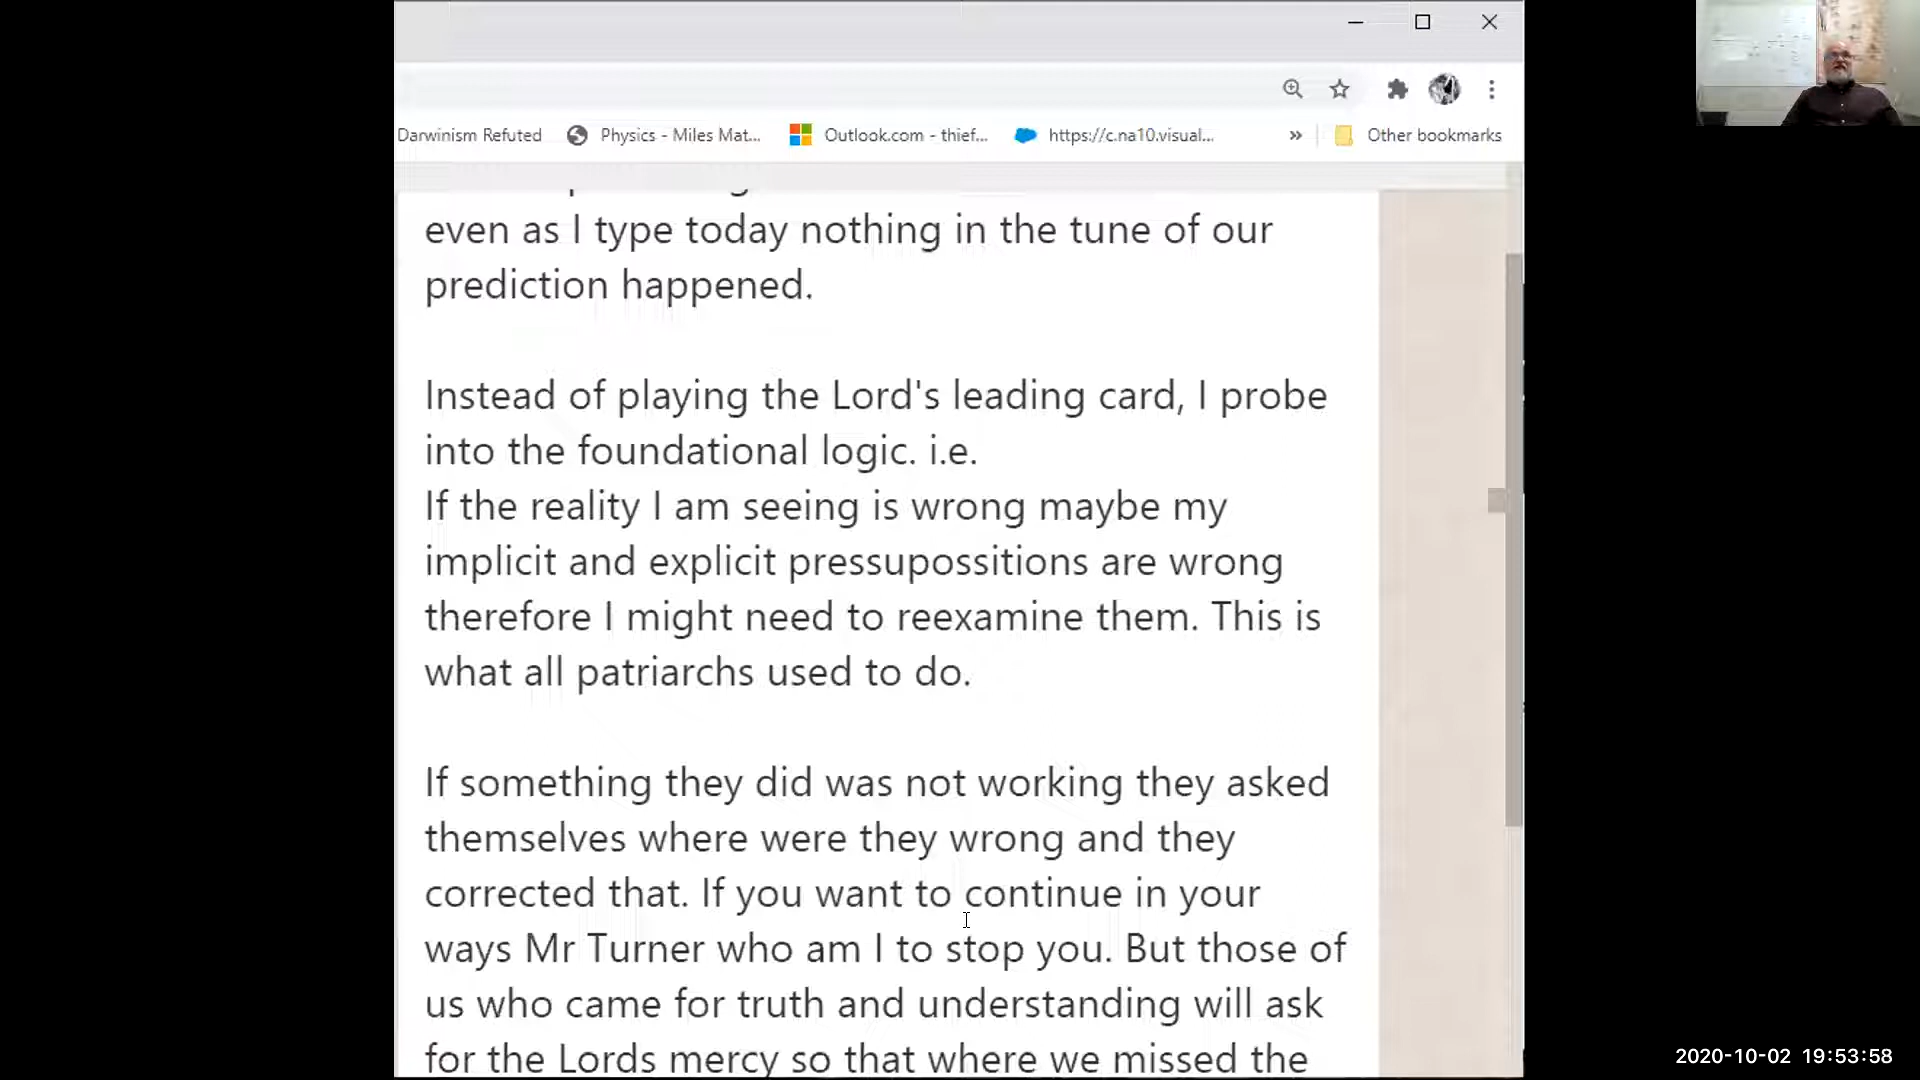 Darwinism Refuted Physics - Miles Mat... Outlook.com - thief... https://c.na10.visual... » Other bookmarks
even as I type today nothing in the tune of our
prediction happened.
Instead of playing the Lord's leading card, I probe
into the foundational logic. i.e.
If the reality I am seeing is wrong maybe my
implicit and explicit pressupossitions are wrong
therefore I might need to reexamine them. This is
what all patriarchs used to do.
If something they did was not working they asked
themselves where were they wrong and they
corrected that. If you want to continue in your
ways Mr Turner who am I to stop you. But those of
us who came for truth and understanding will ask
for the Lords mercy so that where we missed the
2020-10-02 19:53:58